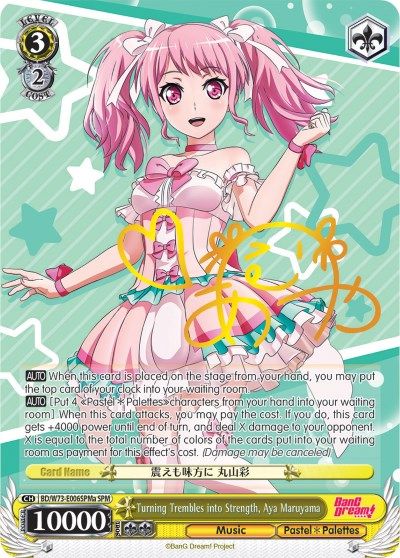 LEVEL
3
2
COST
AUTO When this card is placed on the stage from your hand, you may put
the top card of your clock into your waiting room.
AUTO [Put 4 «Pastel＊Palettes» characters from your hand into your waiting
room] When this card attacks, you may pay the cost. If you do, this card
gets +4000 power until end of turn, and deal X damage to your opponent.
X is equal to the total number of colors of the cards put into your waiting
room as payment for this cost. (Damage may be canceled)
Card Name
震えも味方に 丸山彩
CH BD/W73-E006SPMa SPM
Turning Trembles into Strength, Aya Maruyama
BanG Dream!
POWER
10000
SOUL
Music
Pastel＊Palettes
©BanG Dream! Project